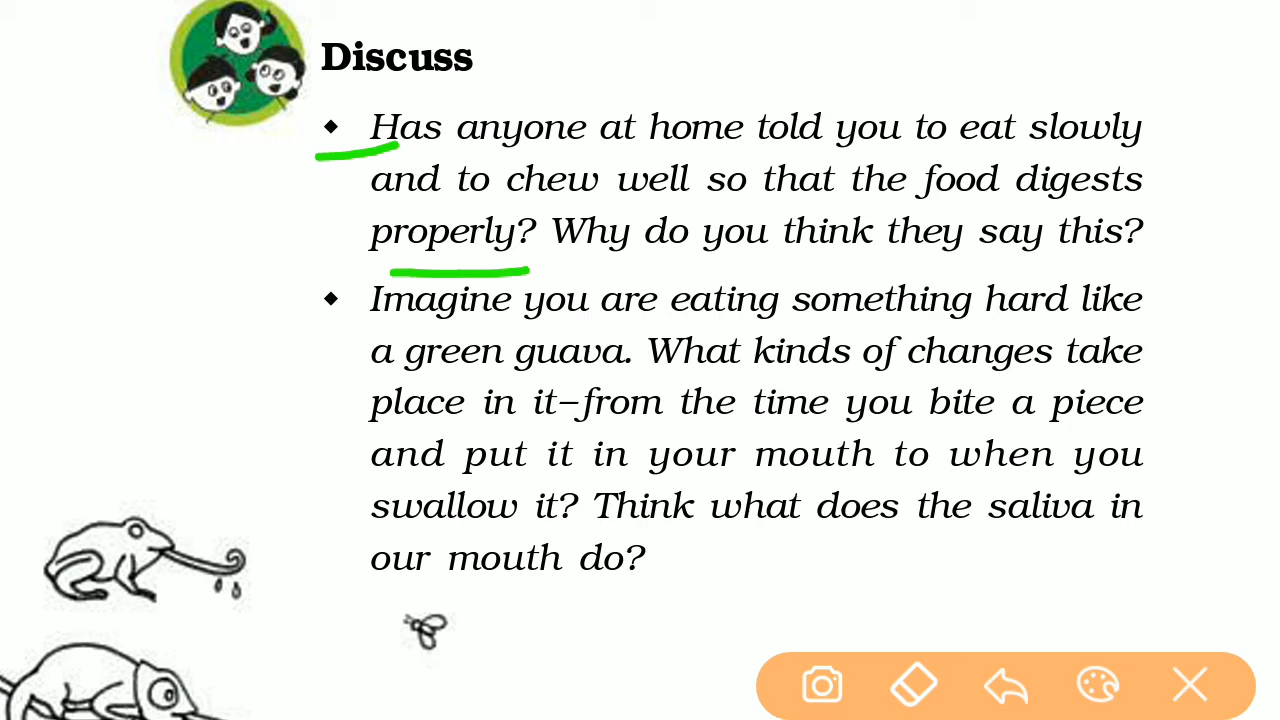 Discuss
◆ Has anyone at home told you to eat slowly
and to chew well so that the food digests
properly? Why do you think they say this?
◆ Imagine you are eating something hard like
a green guava. What kinds of changes take
place in it–from the time you bite a piece
and put it in your mouth to when you
swallow it? Think what does the saliva in
our mouth do?